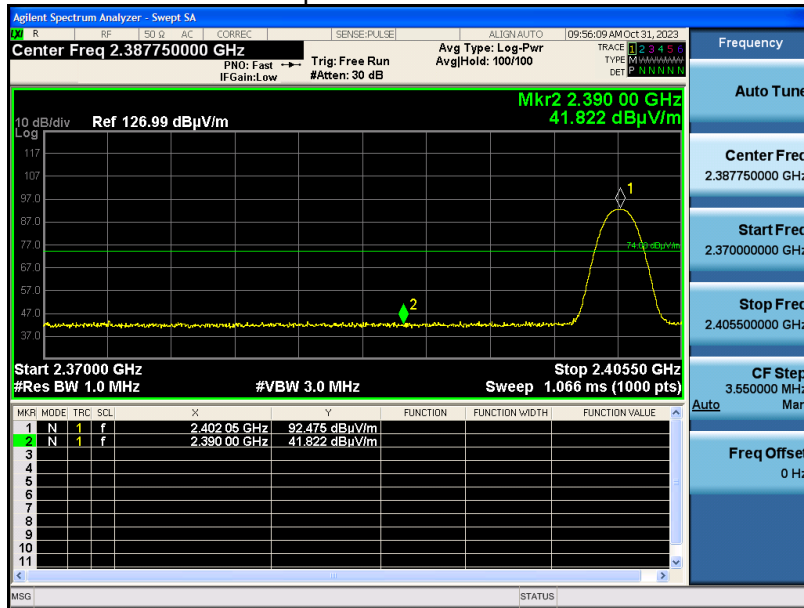 Agilent Spectrum Analyzer - Swept SA
LXI R RF 50 Ω AC CORREC SENSE:PULSE ALIGN AUTO 09:56:09 AM Oct 31, 2023
Center Freq 2.387750000 GHz
PNO: Fast
IFGain:Low
Trig: Free Run
#Atten: 30 dB
Avg Type: Log-Pwr
Avg|Hold: 100/100
TRACE 1 2 3 4 5 6
TYPE M WWWWW
DET P N N N N N
Mkr2 2.390 00 GHz
41.822 dBμV/m
10 dB/div Ref 126.99 dBμV/m
Log
117
107
97.0
87.0
77.0
67.0
57.0
47.0
37.0
1
74.00 dBμV/m
2
Start 2.37000 GHz Stop 2.40550 GHz
#Res BW 1.0 MHz #VBW 3.0 MHz Sweep 1.066 ms (1000 pts)
MKR MODE TRC SCL X Y FUNCTION FUNCTION WIDTH FUNCTION VALUE
1 N 1 f 2.402 05 GHz 92.475 dBμV/m
2 N 1 f 2.390 00 GHz 41.822 dBμV/m
3
4
5
6
7
8
9
10
11
MSG STATUS
Frequency
Auto Tune
Center Freq
2.387750000 GHz
Start Freq
2.370000000 GHz
Stop Freq
2.405500000 GHz
CF Step
3.550000 MHz
Auto Man
Freq Offset
0 Hz